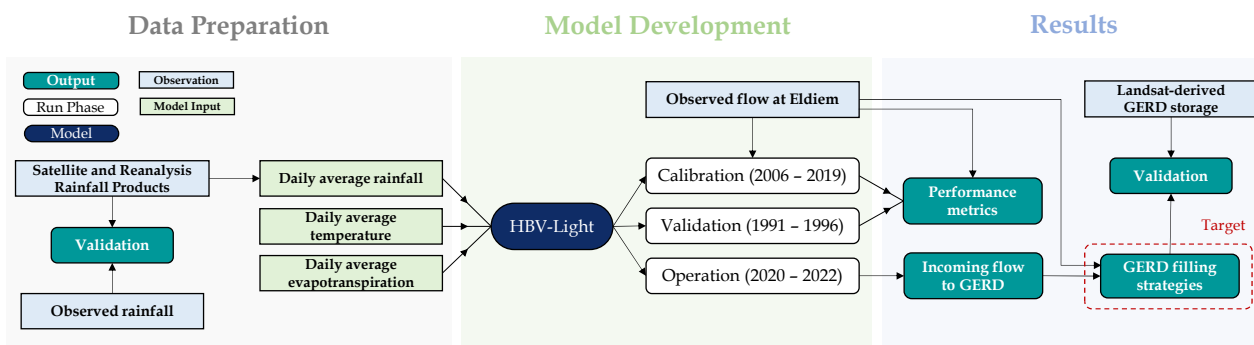 Data Preparation
Model Development
Results
Output
Observation
Run Phase
Model Input
Model
Satellite and Reanalysis
Rainfall Products
Validation
Observed rainfall
Daily average rainfall
Daily average
temperature
Daily average
evapotranspiration
HBV-Light
Observed flow at Eldiem
Calibration (2006 – 2019)
Validation (1991 – 1996)
Operation (2020 – 2022)
Performance
metrics
Incoming flow
to GERD
Landsat-derived
GERD storage
Validation
Target
GERD filling
strategies